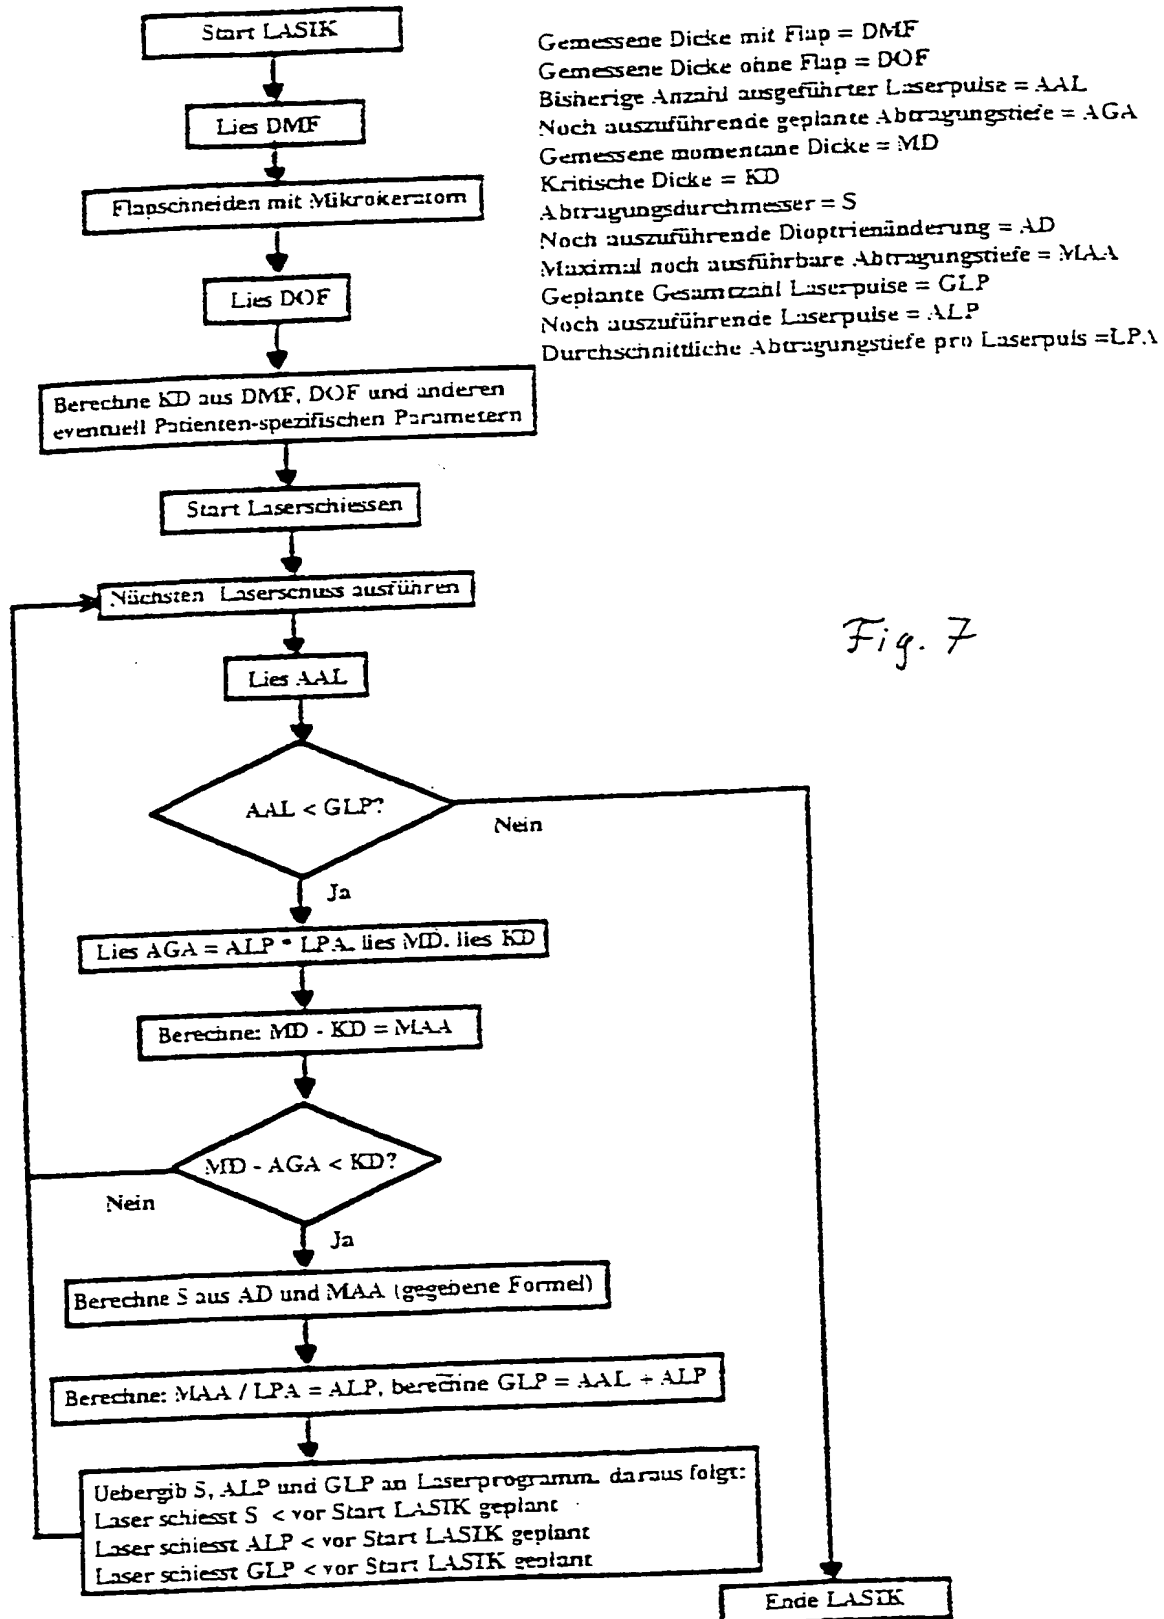 Start LASIK
Lies DMF
Flapschneiden mit Mikrokeratom
Lies DOF
Berechne KD aus DMF, DOF und anderen
eventuell Patienten-spezifischen Parametern
Start Laserschiessen
Nächsten Laserschuss ausführen
Lies AAL
AAL < GLP?
Nein
Ja
Lies AGA = ALP * LPA, lies MD, lies KD
Berechne: MD - KD = MAA
MD - AGA < KD?
Nein
Ja
Berechne S aus AD und MAA (gegebene Formel)
Berechne: MAA / LPA = ALP, berechne GLP = AAL + ALP
Uebergib S, ALP und GLP an Laserprogramm, daraus folgt:
Laser schiesst S < vor Start LASIK geplant
Laser schiesst ALP < vor Start LASIK geplant
Laser schiesst GLP < vor Start LASIK geplant
Ende LASIK
Gemessene Dicke mit Flap = DMF
Gemessene Dicke ohne Flap = DOF
Bisherige Anzahl ausgeführter Laserpulse = AAL
Noch auszuführende geplante Abtragungstiefe = AGA
Gemessene momentane Dicke = MD
Kritische Dicke = KD
Abtragungsdurchmesser = S
Noch auszuführende Dioptrienänderung = AD
Maximal noch ausführbare Abtragungstiefe = MAA
Geplante Gesamtzahl Laserpulse = GLP
Noch auszuführende Laserpulse = ALP
Durchschnittliche Abtragungstiefe pro Laserpuls =LPA
Fig. 7